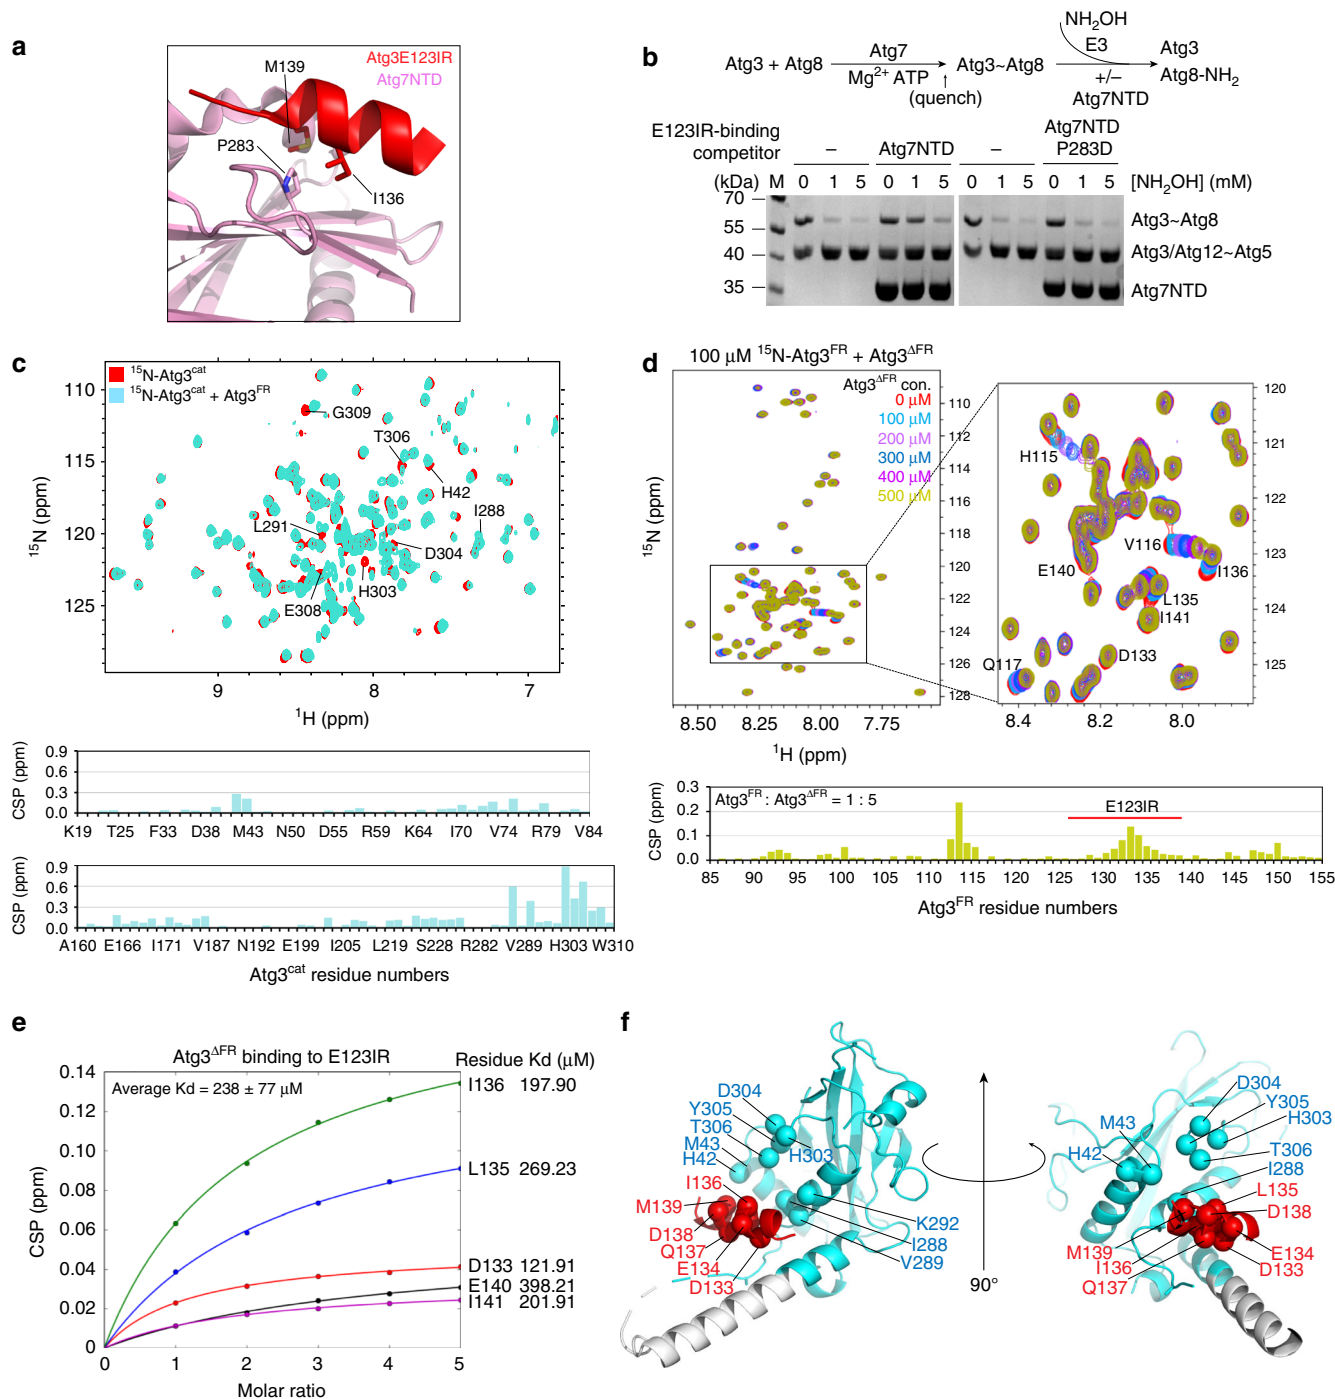 a
Atg3E123IR
Atg7NTD
M139
P283
I136
b
NH2OH
E3
Atg3 + Atg8
Atg7
Mg2+ ATP
(quench)
Atg3~Atg8
+/–
Atg7NTD
Atg3
Atg8-NH2
E123IR-binding competitor
–
Atg7NTD
–
Atg7NTD P283D
(kDa) M 0 1 5 0 1 5 0 1 5 0 1 5 [NH2OH] (mM)
70
55
40
35
Atg3~Atg8
Atg3/Atg12~Atg5
Atg7NTD
c
15N-Atg3cat
15N-Atg3cat + Atg3FR
G309
T306
H42
I288
L291
D304
E308
H303
110
115
120
125
15N (ppm)
9 8 7
1H (ppm)
CSP (ppm)
0.9
0.6
0.3
0.0
K19 T25 F33 D38 M43 N50 D55 R59 K64 I70 V74 R79 V84
CSP (ppm)
0.9
0.6
0.3
0.0
A160 E166 I171 V187 N192 E199 I205 L219 S228 R282 V289 H303 W310
Atg3cat residue numbers
d
100 μM 15N-Atg3FR + Atg3ΔFR
Atg3ΔFR con.
0 μM
100 μM
200 μM
300 μM
400 μM
500 μM
15N (ppm)
110
112
114
116
118
120
122
124
126
128
8.50 8.25 8.00 7.75
1H (ppm)
H115
V116
I136
E140
L135
I141
D133
Q117
120
121
122
123
124
125
8.4 8.2 8.0
CSP (ppm)
0.3
0.2
0.1
0.0
Atg3FR : Atg3ΔFR = 1 : 5
E123IR
85 90 95 100 105 110 115 120 125 130 135 140 145 150 155
Atg3FR residue numbers
e
Atg3ΔFR binding to E123IR
Residue Kd (μM)
Average Kd = 238 ± 77 μM
I136 197.90
L135 269.23
D133 121.91
E140 398.21
I141 201.91
CSP (ppm)
0.14
0.12
0.10
0.08
0.06
0.04
0.02
0
0 1 2 3 4 5
Molar ratio
f
D304
Y305
T306
M43
H42
H303
I136
M139
D138
Q137
E134
D133
K292
I288
V289
90°
D304
Y305
H303
M43
H42
T306
I288
L135
D138
M139
I136
Q137
E134
D133